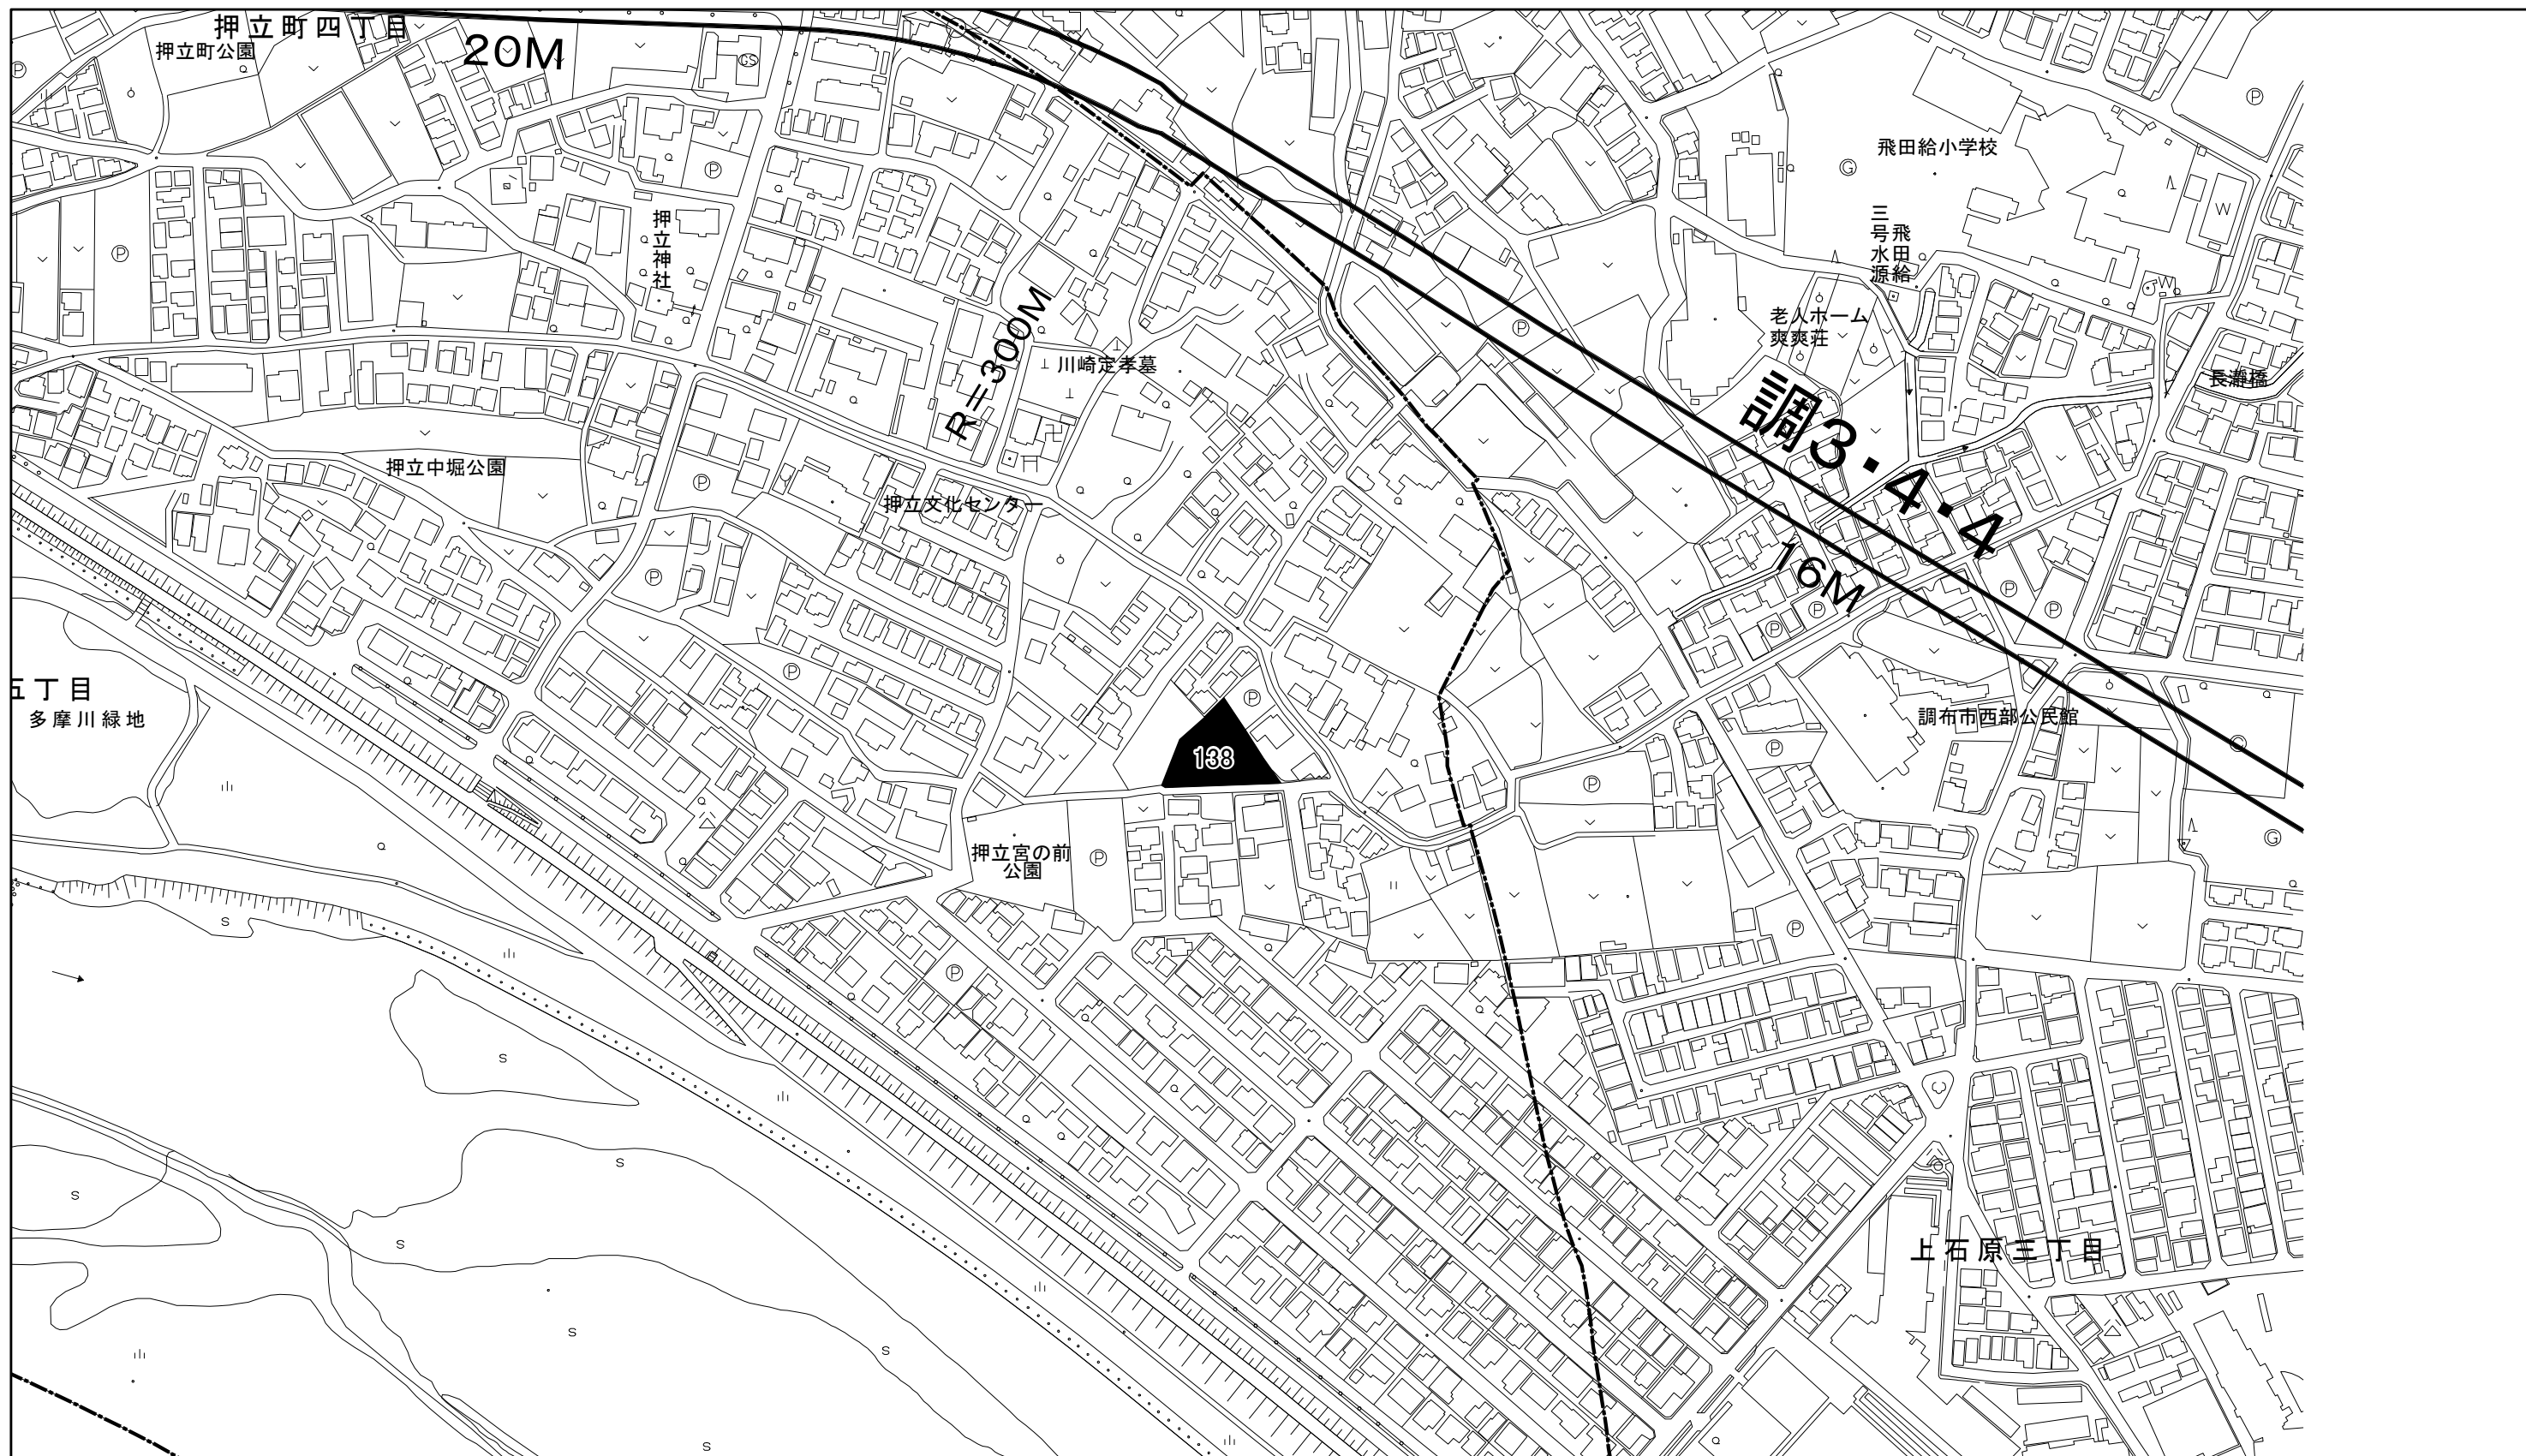 押立町四丁目
押立町公園
20M
GS
飛田給小学校
押立神社
飛田給
三号水源
R=300M
川崎定孝墓
老人ホーム
爽爽荘
長瀞橋
調3・4・4
16M
押立中堀公園
押立文化センター
五丁目
多摩川緑地
138
調布市西部公民館
押立宮の前
公園
上石原三丁目